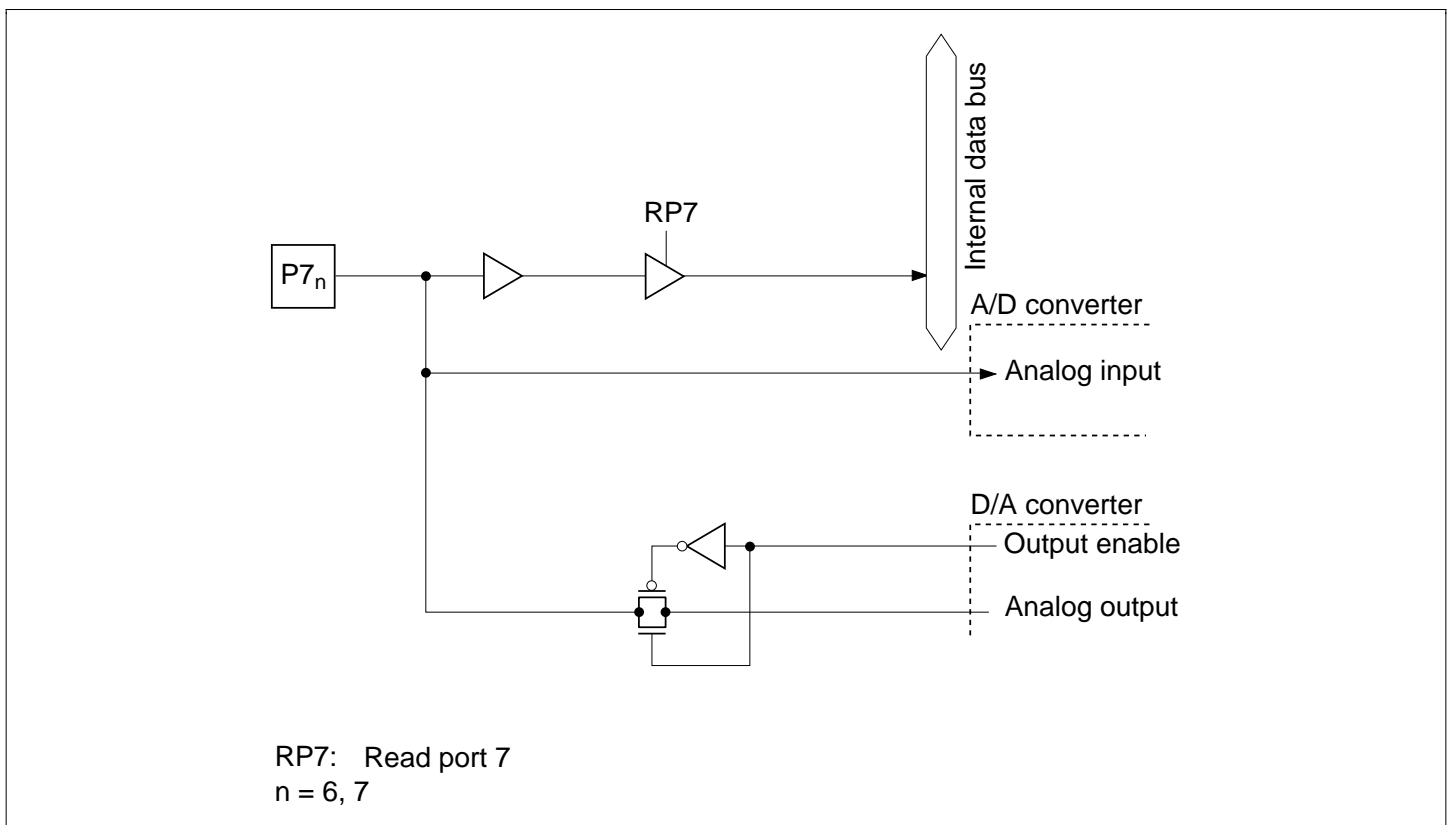 Internal data bus
RP7
P7n
A/D converter
Analog input
D/A converter
Output enable
Analog output
RP7: Read port 7
n = 6, 7